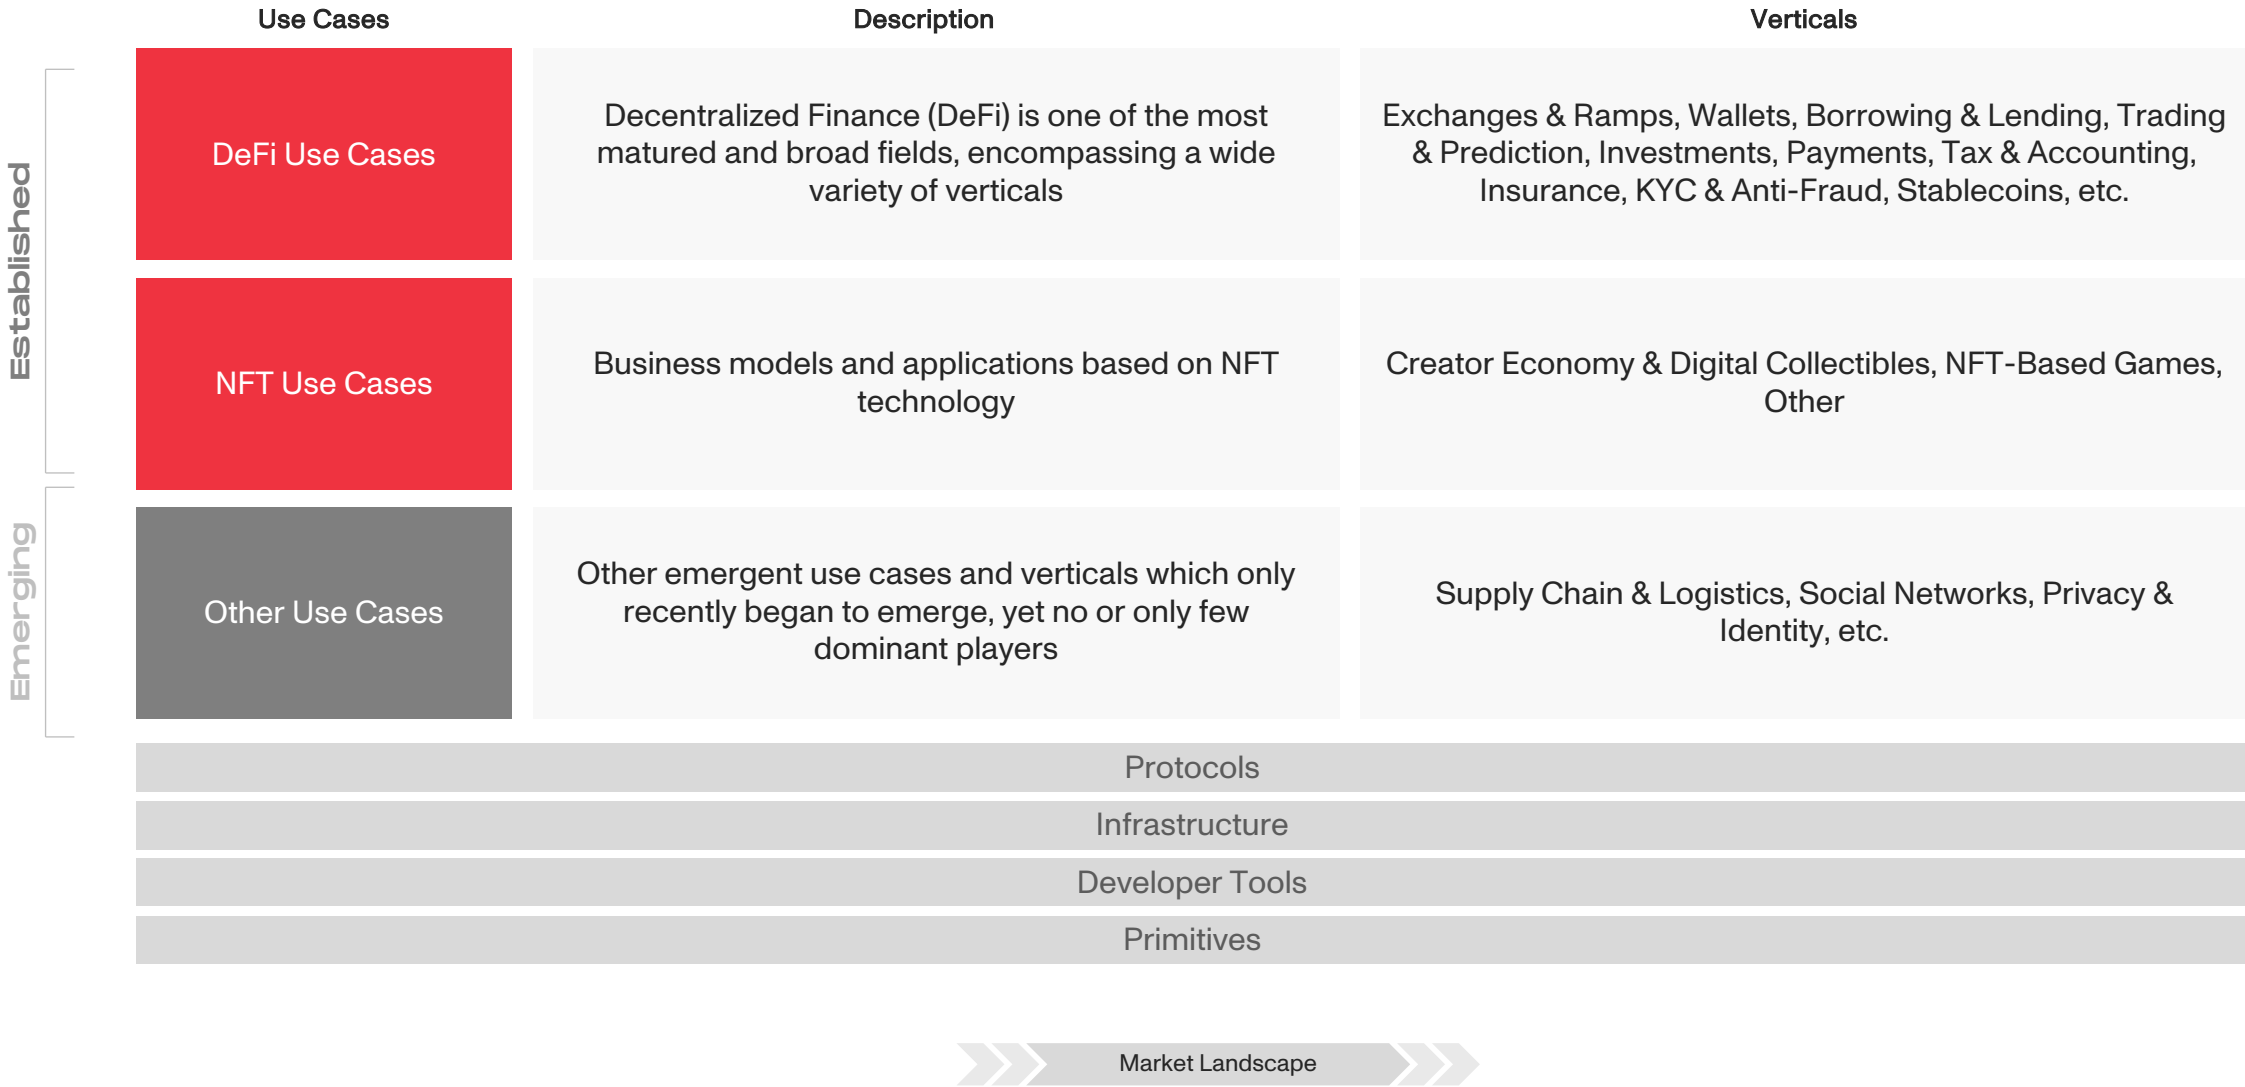 Use Cases
Description
Verticals
Established
DeFi Use Cases
Decentralized Finance (DeFi) is one of the most
matured and broad fields, encompassing a wide
variety of verticals
Exchanges & Ramps, Wallets, Borrowing & Lending, Trading
& Prediction, Investments, Payments, Tax & Accounting,
Insurance, KYC & Anti-Fraud, Stablecoins, etc.
NFT Use Cases
Business models and applications based on NFT
technology
Creator Economy & Digital Collectibles, NFT-Based Games,
Other
Emerging
Other Use Cases
Other emergent use cases and verticals which only
recently began to emerge, yet no or only few
dominant players
Supply Chain & Logistics, Social Networks, Privacy &
Identity, etc.
Protocols
Infrastructure
Developer Tools
Primitives
Market Landscape